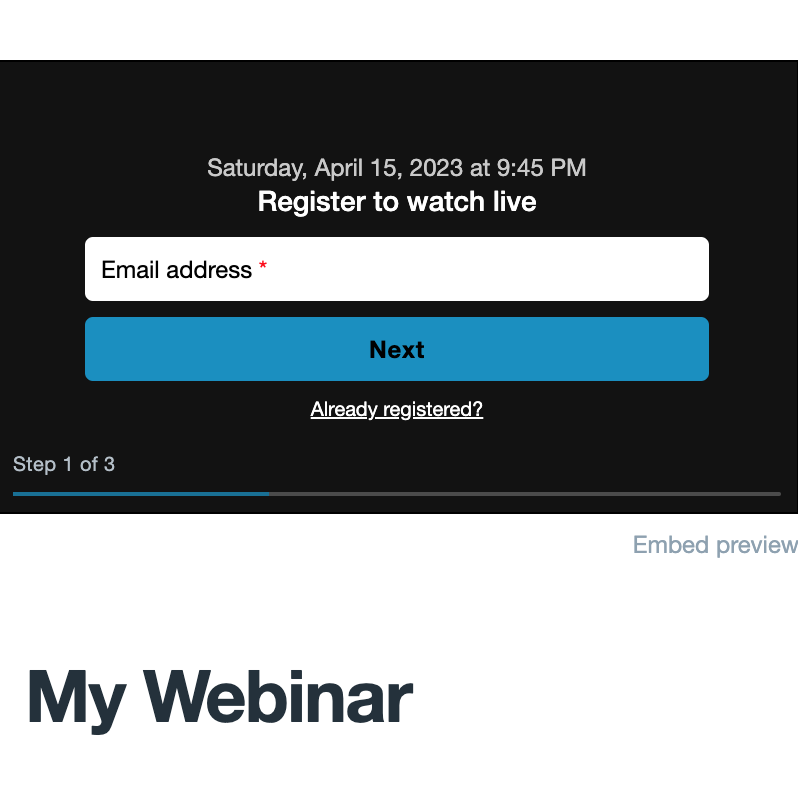 Saturday, April 15, 2023 at 9:45 PM
Register to watch live
Email address *
Next
Already registered?
Step 1 of 3
Embed preview
My Webinar